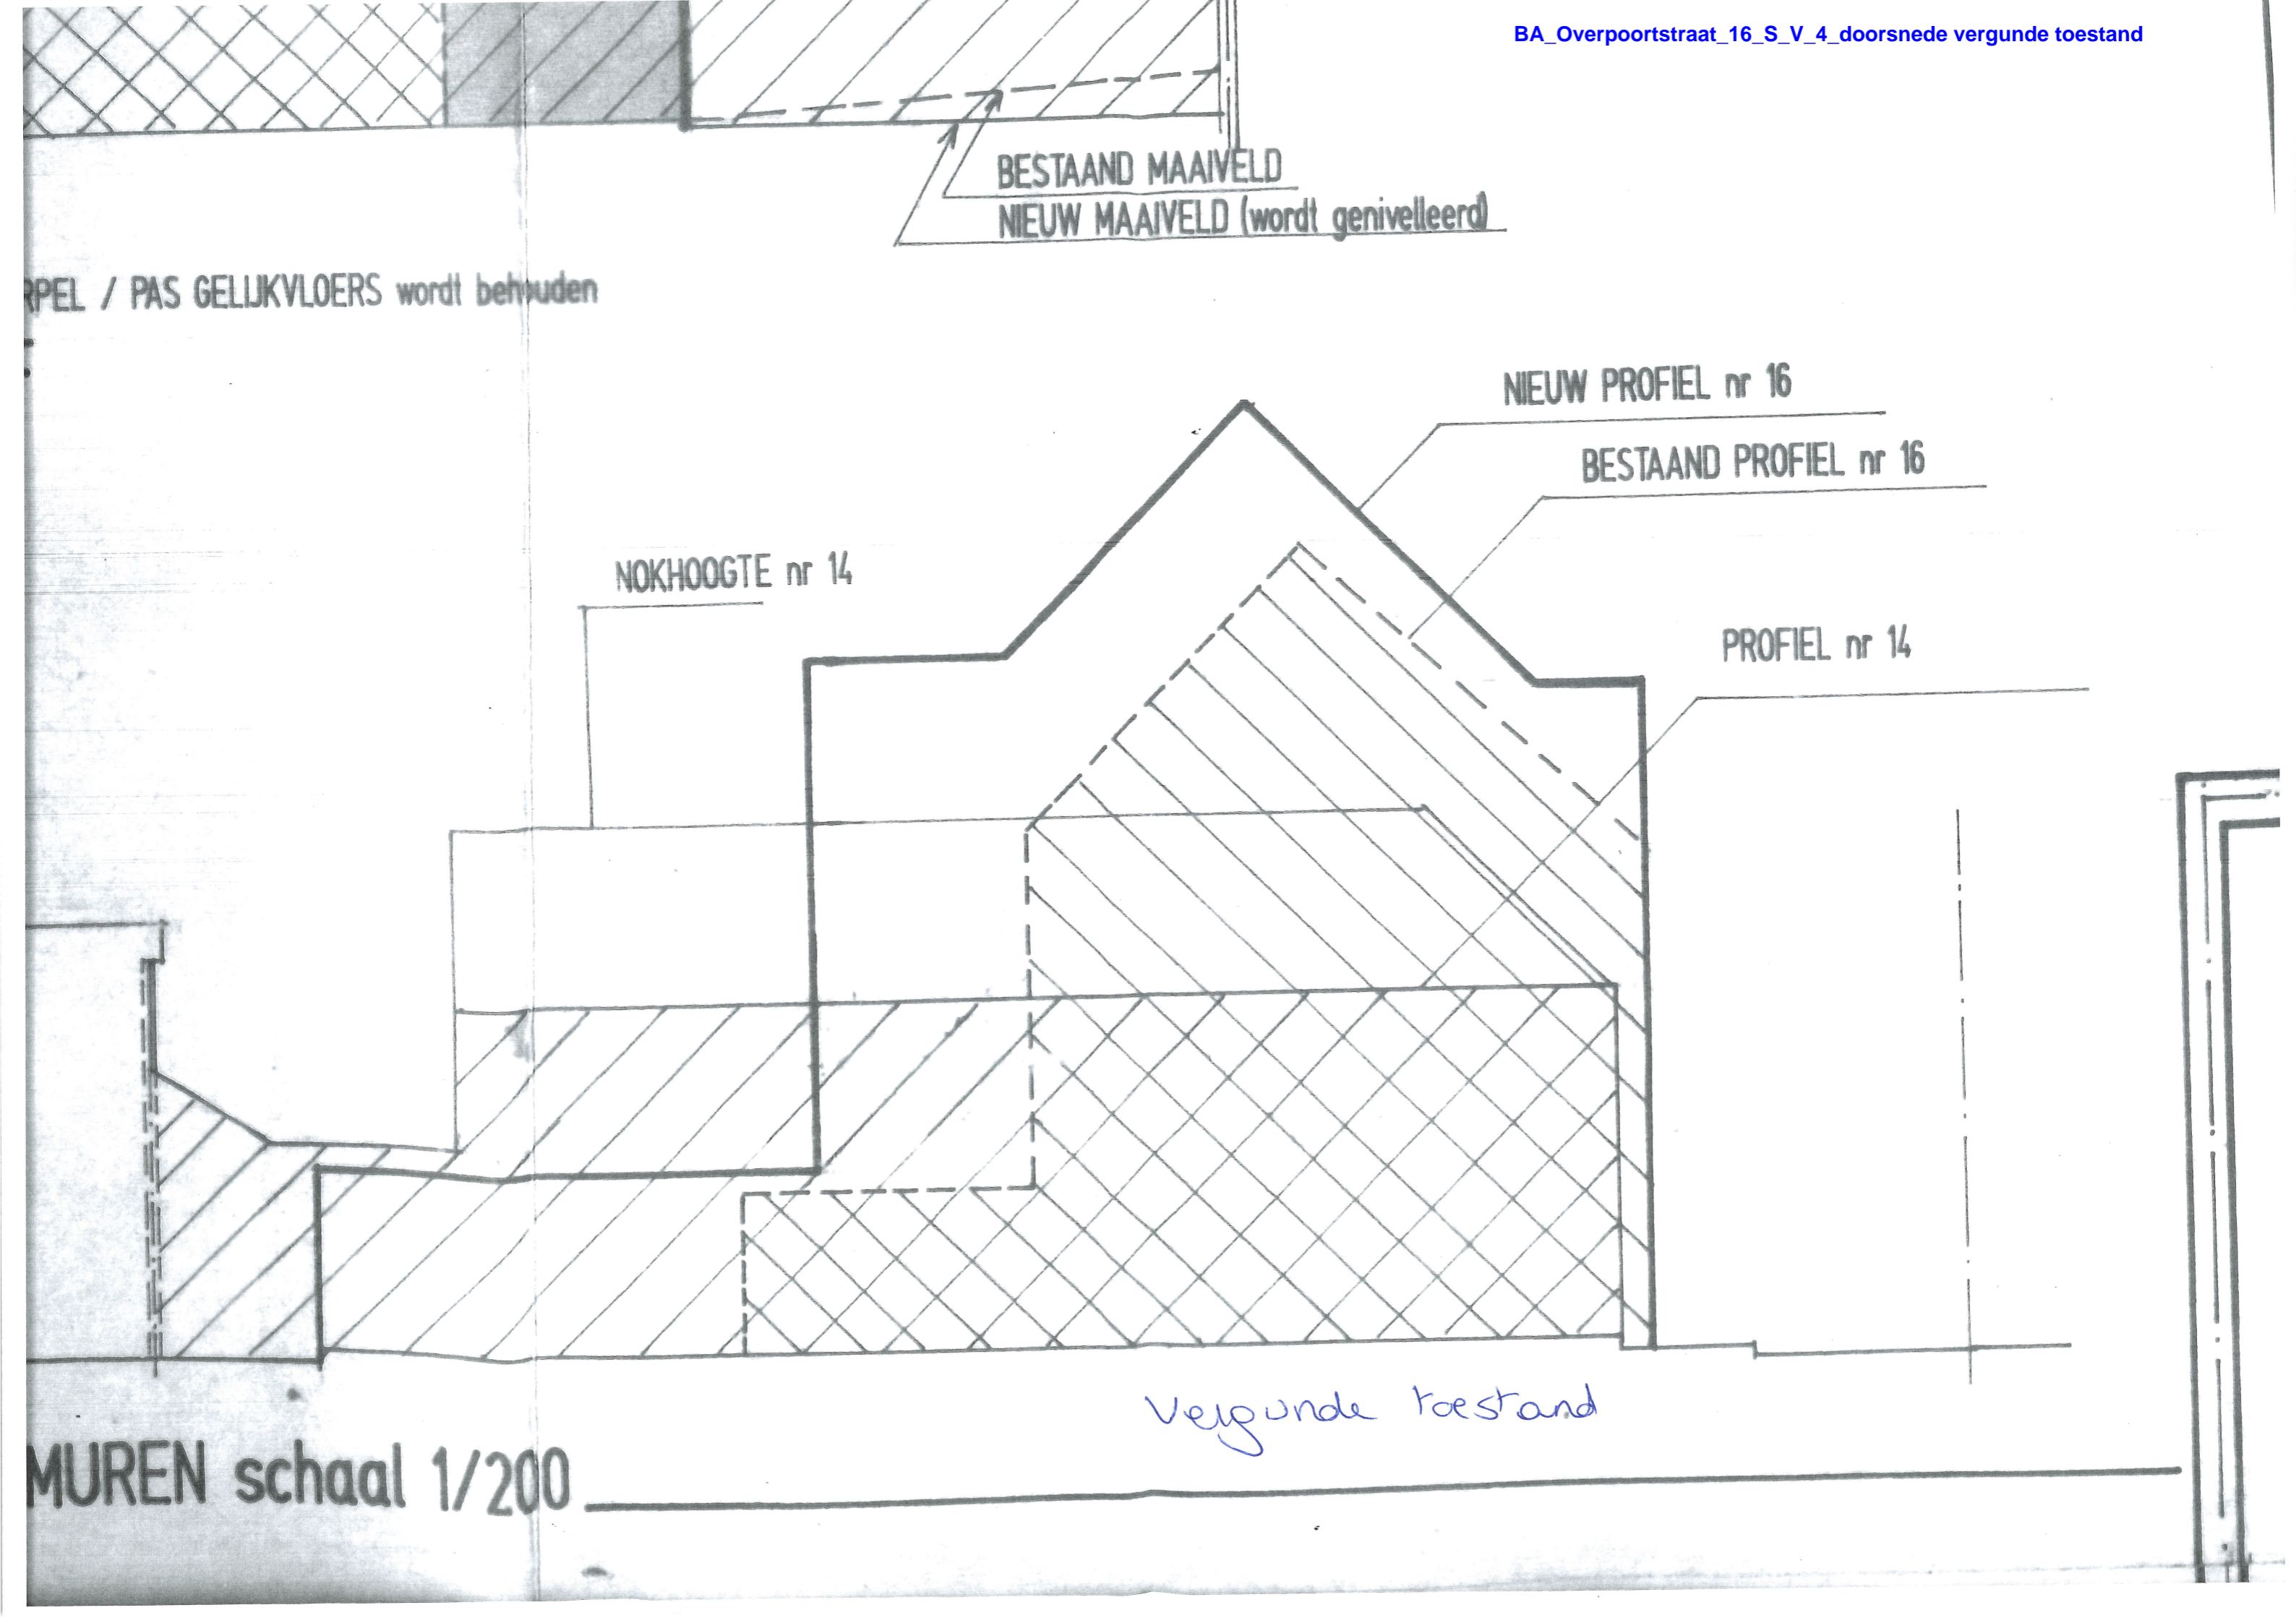 BA_Overpoortstraat_16_S_V_4_doorsnede vergunde toestand
BESTAAND MAAIVELD
NIEUW MAAIVELD (wordt genivelleerd)
RPEL / PAS GELIJKVLOERS wordt behouden
NIEUW PROFIEL nr 16
BESTAAND PROFIEL nr 16
NOKHOOGTE nr 14
PROFIEL nr 14
Vergunde toestand
MUREN schaal 1/200